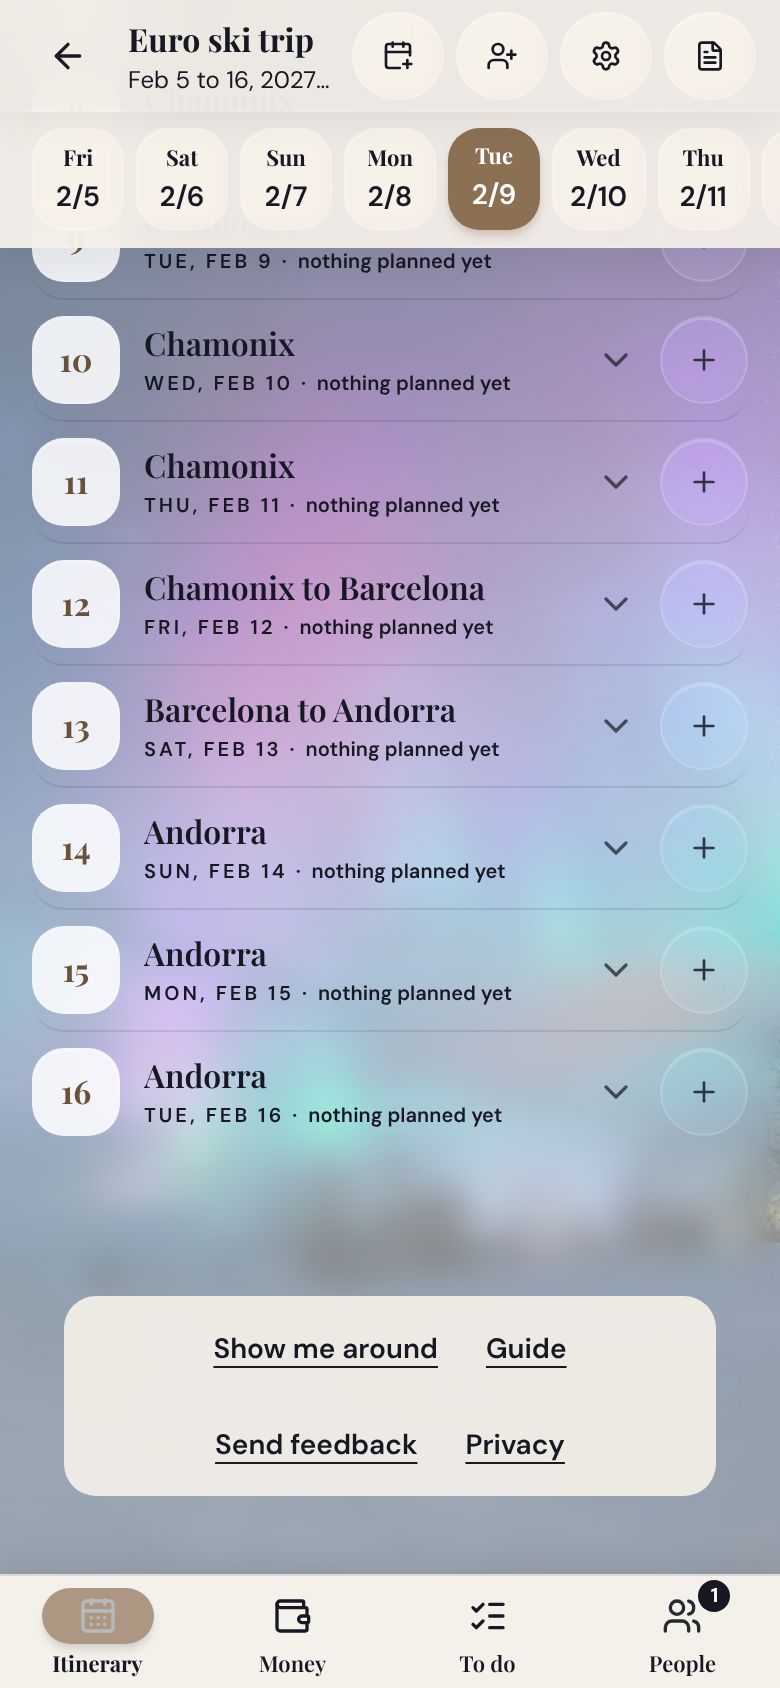 Euro ski trip
Feb 5 to 16, 2027...
Fri
2/5
Sat
2/6
Sun
2/7
Mon
2/8
Tue
2/9
Wed
2/10
Thu
2/11
Chamonix
9
TUE, FEB 9 · nothing planned yet
10
Chamonix
WED, FEB 10 · nothing planned yet
11
Chamonix
THU, FEB 11 · nothing planned yet
12
Chamonix to Barcelona
FRI, FEB 12 · nothing planned yet
13
Barcelona to Andorra
SAT, FEB 13 · nothing planned yet
14
Andorra
SUN, FEB 14 · nothing planned yet
15
Andorra
MON, FEB 15 · nothing planned yet
16
Andorra
TUE, FEB 16 · nothing planned yet
Show me around
Guide
Send feedback
Privacy
1
Itinerary
Money
To do
People